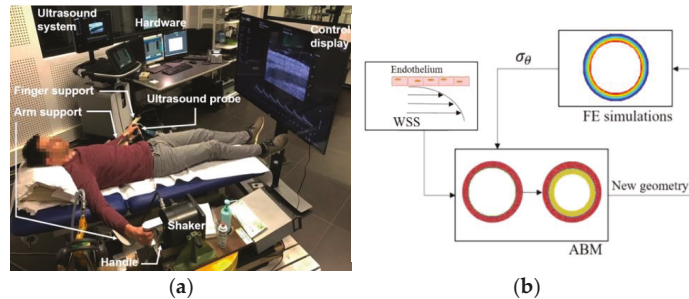 Ultrasound
system
Hardware
Control
display
Finger support
Arm support
Ultrasound probe
Shaker
Handle
(a)
σθ
Endothelium
WSS
FE simulations
New geometry
ABM
(b)